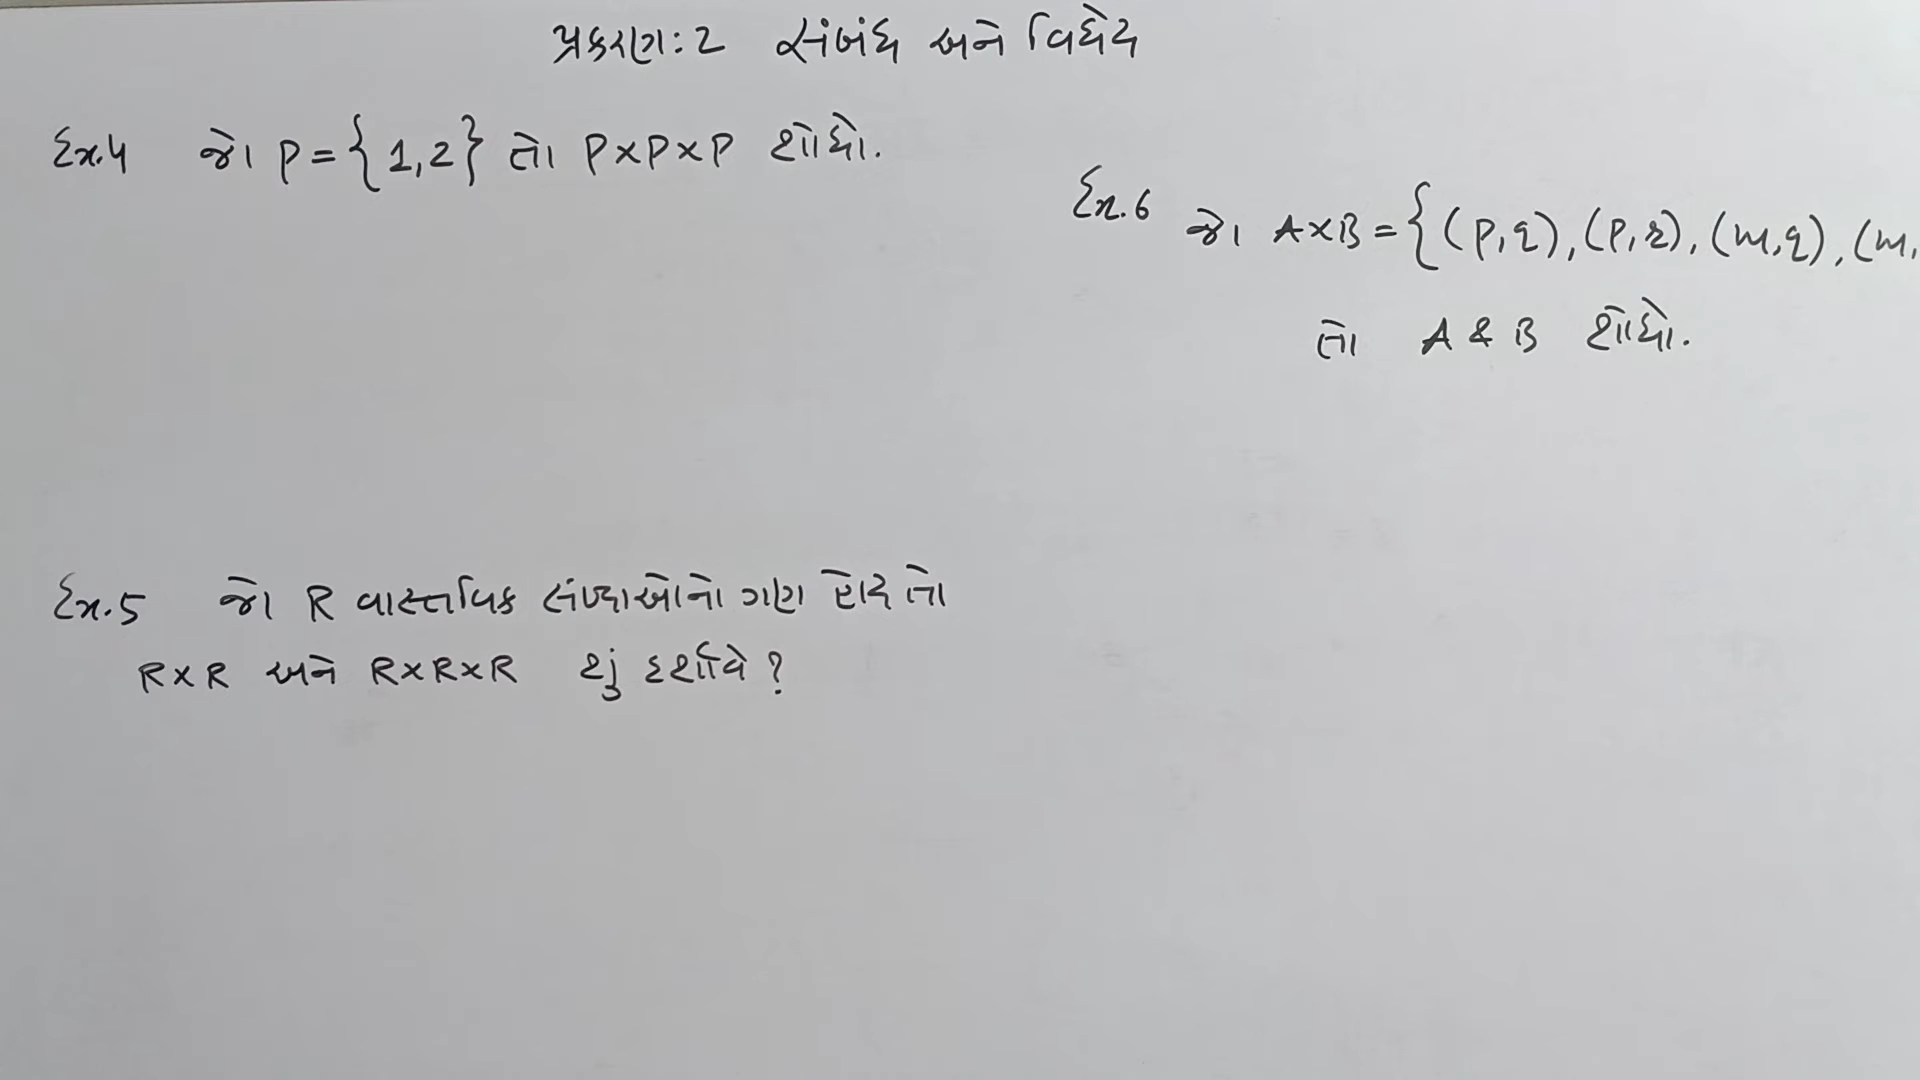 પ્રકરણ: 2 સંબંધ અને વિધેય
Ex.4 જો P = {1,2} તો P×P×P શોધો.
Ex.6 જો A×B = {(p,q),(p,r),(m,q),(m,
તો A & B શોધો.
Ex.5 જો R વાસ્તવિક સંખ્યાઓનો ગણ હોય તો
R×R અને R×R×R શું દર્શાવે ?